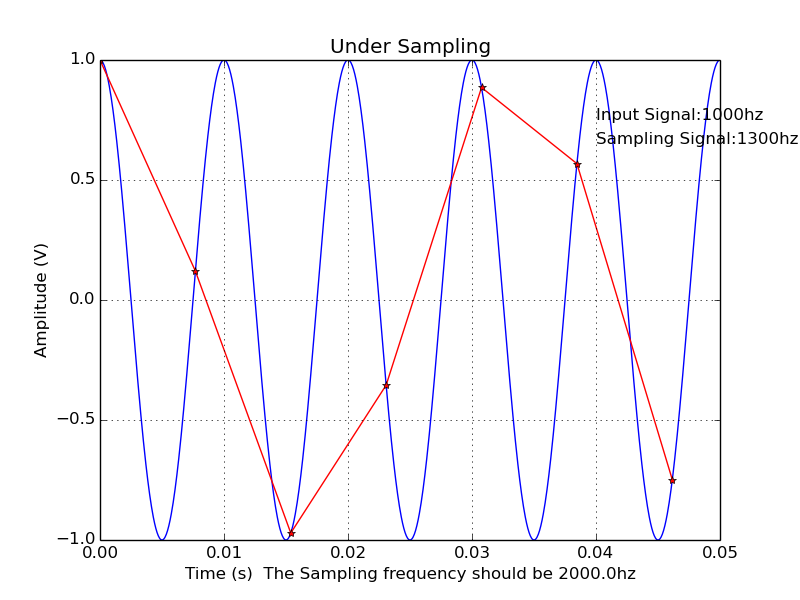 Under Sampling
1.0
Input Signal:1000hz
Sampling Signal:1300hz
0.5
Amplitude (V)
0.0
−0.5
−1.0
0.00 0.01 0.02 0.03 0.04 0.05
Time (s)  The Sampling frequency should be 2000.0hz